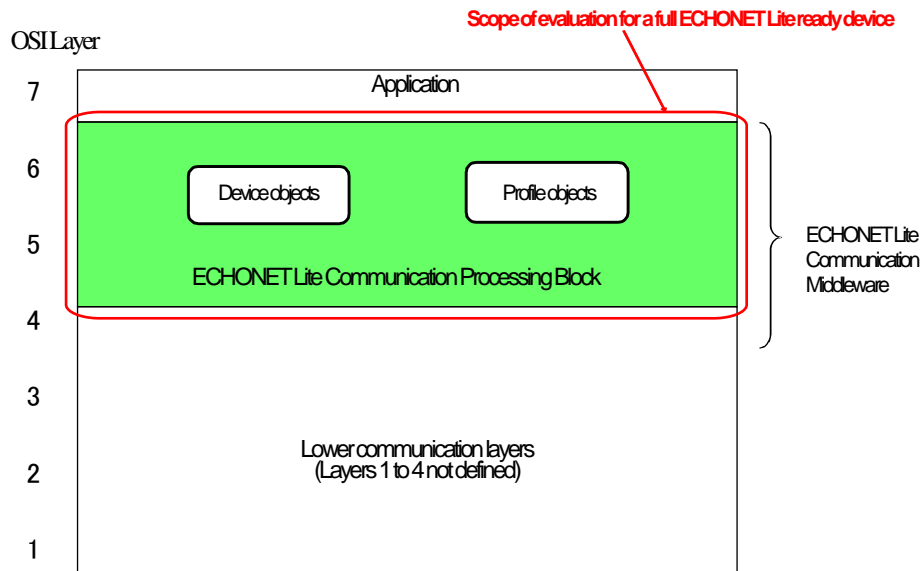 Scope of evaluation for a full ECHONET Lite ready device
OSI Layer
7
Application
6
Device objects
Profile objects
5
ECHONET Lite
Communication
Middleware
ECHONET Lite Communication Processing Block
4
3
Lower communication layers
(Layers 1 to 4 not defined)
2
1